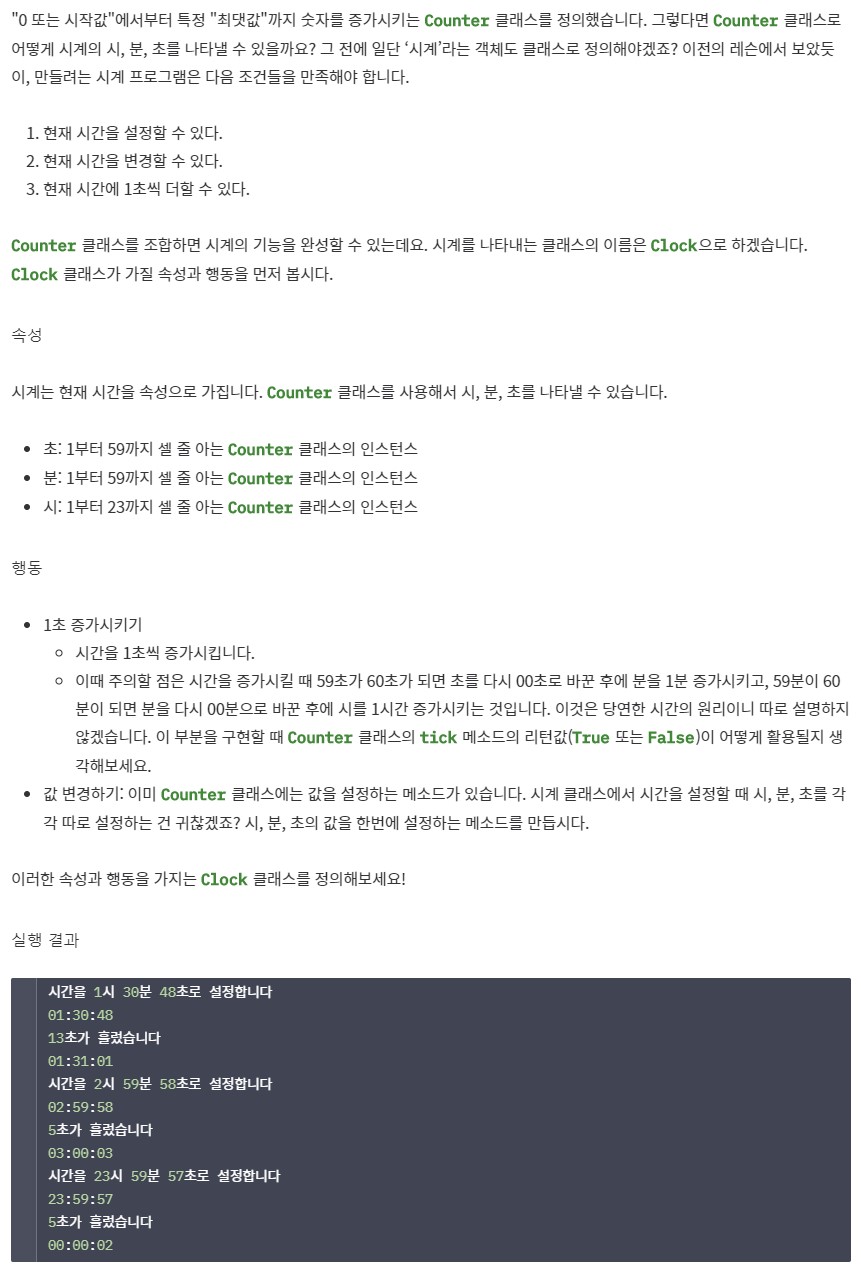 "0 또는 시작값"에서부터 특정 "최댓값"까지 숫자를 증가시키는 Counter 클래스를 정의했습니다. 그렇다면 Counter 클래스로
어떻게 시계의 시, 분, 초를 나타낼 수 있을까요? 그 전에 일단 ‘시계’라는 객체도 클래스로 정의해야겠죠? 이전의 레슨에서 보았듯
이, 만들려는 시계 프로그램은 다음 조건들을 만족해야 합니다.
1. 현재 시간을 설정할 수 있다.
2. 현재 시간을 변경할 수 있다.
3. 현재 시간에 1초씩 더할 수 있다.
Counter 클래스를 조합하면 시계의 기능을 완성할 수 있는데요. 시계를 나타내는 클래스의 이름은 Clock으로 하겠습니다.
Clock 클래스가 가질 속성과 행동을 먼저 봅시다.
속성
시계는 현재 시간을 속성으로 가집니다. Counter 클래스를 사용해서 시, 분, 초를 나타낼 수 있습니다.
• 초: 1부터 59까지 셀 줄 아는 Counter 클래스의 인스턴스
• 분: 1부터 59까지 셀 줄 아는 Counter 클래스의 인스턴스
• 시: 1부터 23까지 셀 줄 아는 Counter 클래스의 인스턴스
행동
• 1초 증가시키기
◦ 시간을 1초씩 증가시킵니다.
◦ 이때 주의할 점은 시간을 증가시킬 때 59초가 60초가 되면 초를 다시 00초로 바꾼 후에 분을 1분 증가시키고, 59분이 60
분이 되면 분을 다시 00분으로 바꾼 후에 시를 1시간 증가시키는 것입니다. 이것은 당연한 시간의 원리이니 따로 설명하지
않겠습니다. 이 부분을 구현할 때 Counter 클래스의 tick 메소드의 리턴값(True 또는 False)이 어떻게 활용될지 생
각해보세요.
• 값 변경하기: 이미 Counter 클래스에는 값을 설정하는 메소드가 있습니다. 시계 클래스에서 시간을 설정할 때 시, 분, 초를 각
각 따로 설정하는 건 귀찮겠죠? 시, 분, 초의 값을 한번에 설정하는 메소드를 만듭시다.
이러한 속성과 행동을 가지는 Clock 클래스를 정의해보세요!
실행 결과
시간을 1시 30분 48초로 설정합니다
01:30:48
13초가 흘렀습니다
01:31:01
시간을 2시 59분 58초로 설정합니다
02:59:58
5초가 흘렀습니다
03:00:03
시간을 23시 59분 57초로 설정합니다
23:59:57
5초가 흘렀습니다
00:00:02